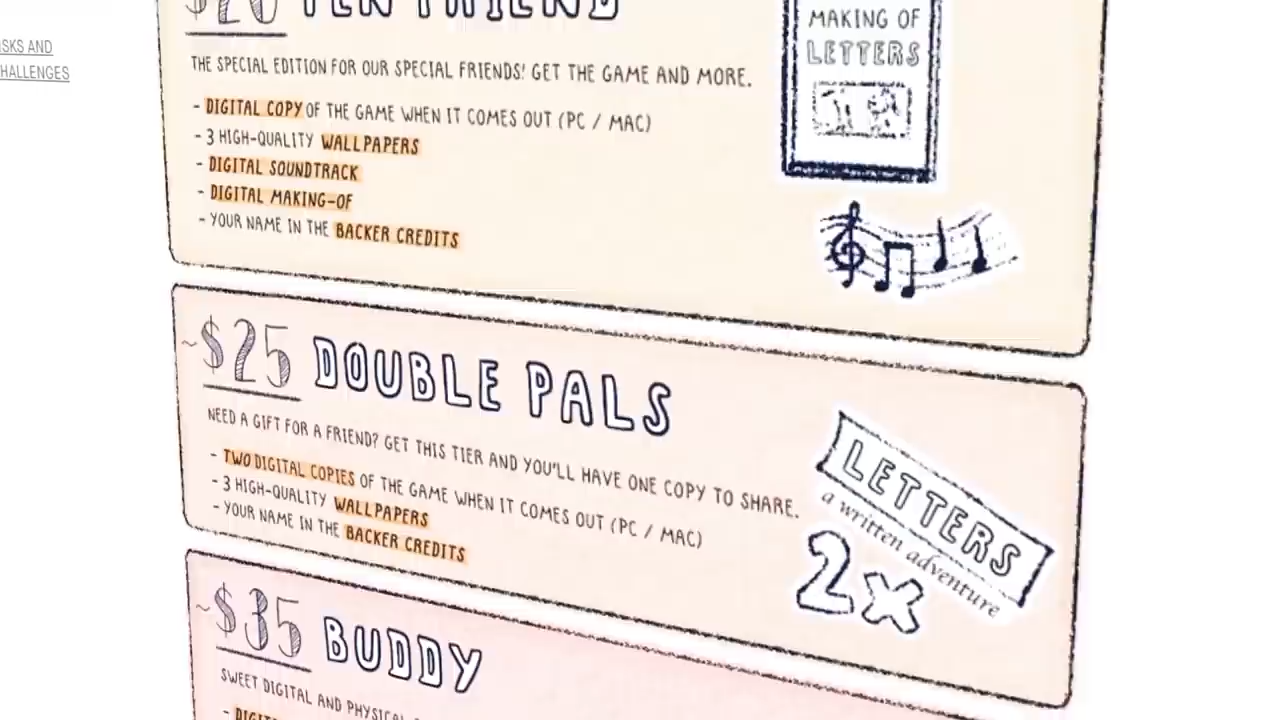 SKS AND
HALLENGES
$20
THE SPECIAL EDITION FOR OUR SPECIAL FRIENDS! GET THE GAME AND MORE.
- DIGITAL COPY OF THE GAME WHEN IT COMES OUT (PC / MAC)
- 3 HIGH-QUALITY WALLPAPERS
- DIGITAL SOUNDTRACK
- DIGITAL MAKING-OF
- YOUR NAME IN THE BACKER CREDITS
MAKING OF
LETTERS
~$25 DOUBLE PALS
NEED A GIFT FOR A FRIEND? GET THIS TIER AND YOU'LL HAVE ONE COPY TO SHARE.
- TWO DIGITAL COPIES OF THE GAME WHEN IT COMES OUT (PC / MAC)
- 3 HIGH-QUALITY WALLPAPERS
- YOUR NAME IN THE BACKER CREDITS
LETTERS
a written adventure
2x
~$35 BUDDY
SWEET DIGITAL AND PHYSICAL